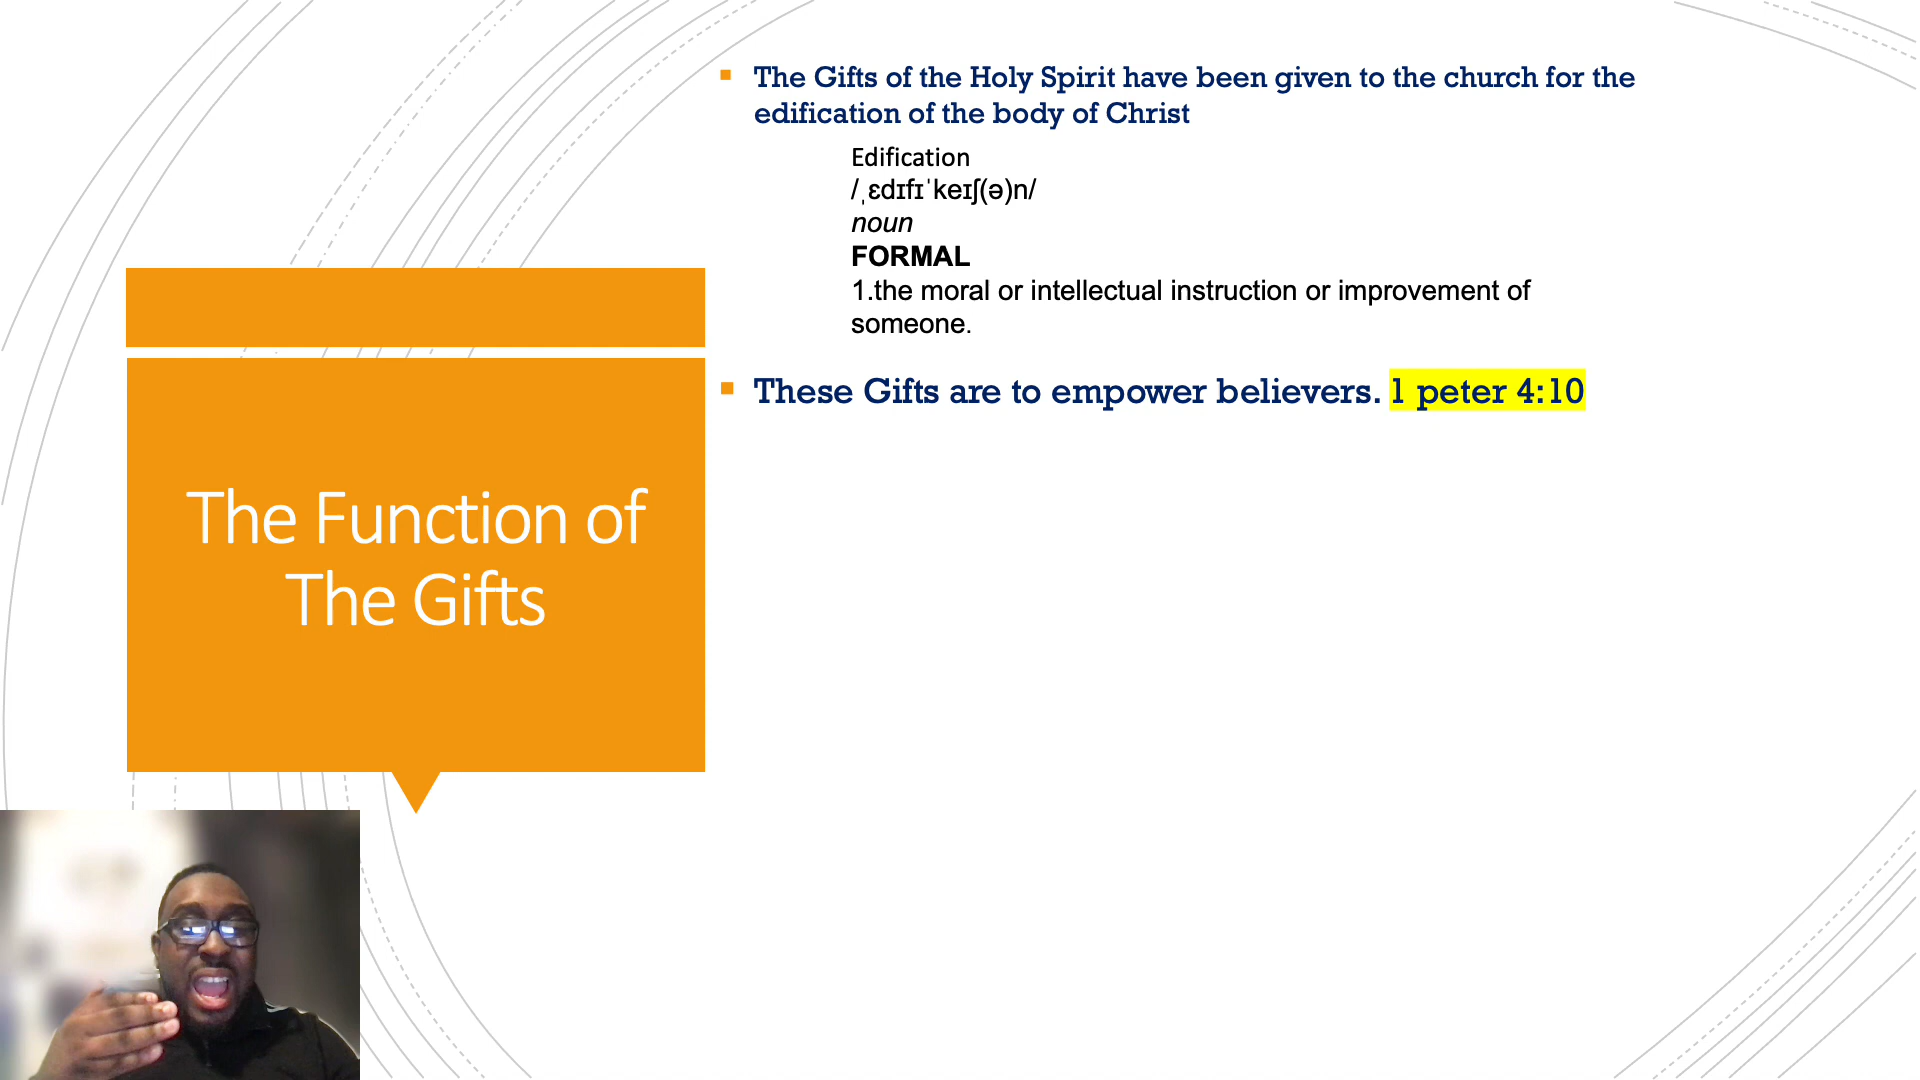 The Gifts of the Holy Spirit have been given to the church for the
edification of the body of Christ
Edification
/ˌɛdɪfɪˈkeɪʃ(ə)n/
noun
FORMAL
1.the moral or intellectual instruction or improvement of
someone.
These Gifts are to empower believers. 1 peter 4:10
The Function of
The Gifts